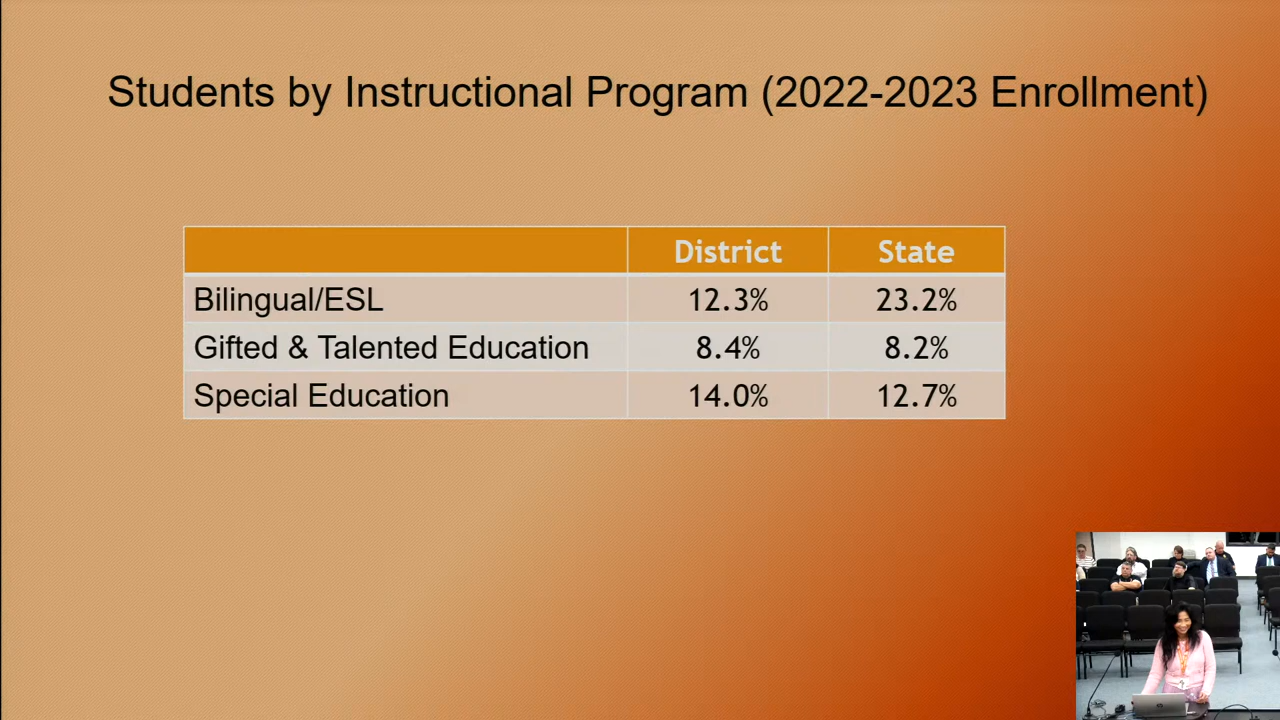 Students by Instructional Program (2022-2023 Enrollment)
District State
Bilingual/ESL 12.3% 23.2%
Gifted & Talented Education 8.4% 8.2%
Special Education 14.0% 12.7%